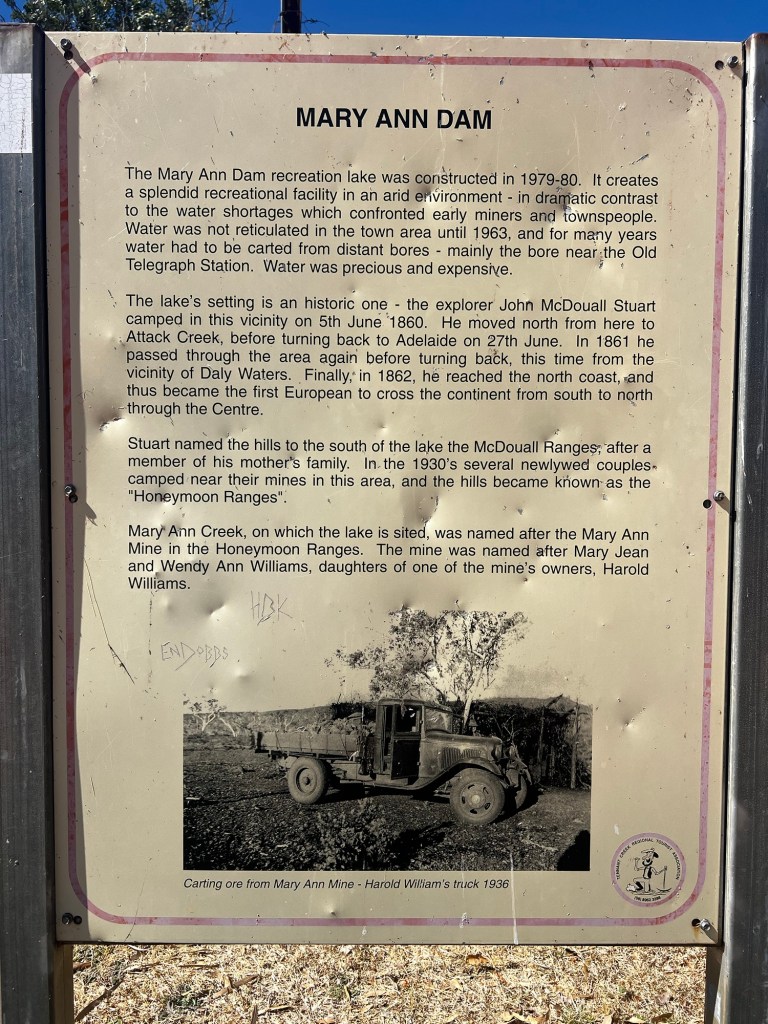 MARY ANN DAM
The Mary Ann Dam recreation lake was constructed in 1979-80. It creates
a splendid recreational facility in an arid environment - in dramatic contrast
to the water shortages which confronted early miners and townspeople.
Water was not reticulated in the town area until 1963, and for many years
water had to be carted from distant bores - mainly the bore near the Old
Telegraph Station. Water was precious and expensive.
The lake's setting is an historic one - the explorer John McDouall Stuart
camped in this vicinity on 5th June 1860. He moved north from here to
Attack Creek, before turning back to Adelaide on 27th June. In 1861 he
passed through the area again before turning back, this time from the
vicinity of Daly Waters. Finally, in 1862, he reached the north coast, and
thus became the first European to cross the continent from south to north
through the Centre.
Stuart named the hills to the south of the lake the McDouall Ranges, after a
member of his mother's family. In the 1930's several newlywed couples
camped near their mines in this area, and the hills became known as the
"Honeymoon Ranges".
Mary Ann Creek, on which the lake is sited, was named after the Mary Ann
Mine in the Honeymoon Ranges. The mine was named after Mary Jean
and Wendy Ann Williams, daughters of one of the mine's owners, Harold
Williams.
HBK
ENDOBBS
Carting ore from Mary Ann Mine - Harold William's truck 1936
TENNANT CREEK REGIONAL TOURIST ASSOCIATION